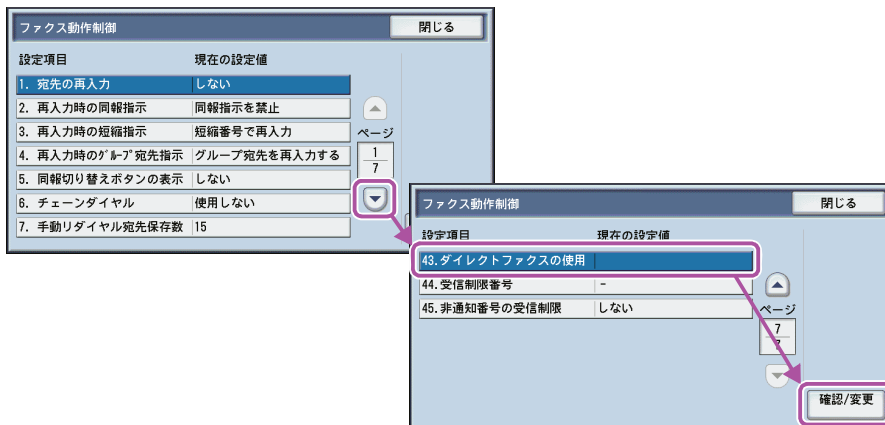 ファクス動作制御 閉じる
設定項目 現在の設定値
1. 宛先の再入力 しない
2. 再入力時の同報指示 同報指示を禁止
3. 再入力時の短縮指示 短縮番号で再入力
4. 再入力時のグループ宛先指示 グループ宛先を再入力する
5. 同報切り替えボタンの表示 しない
6. チェーンダイヤル 使用しない
7. 手動リダイヤル宛先保存数 15
ページ
1
7
ファクス動作制御 閉じる
設定項目 現在の設定値
43.ダイレクトファクスの使用
44.受信制限番号 -
45.非通知番号の受信制限 しない
ページ
7
7
確認/変更